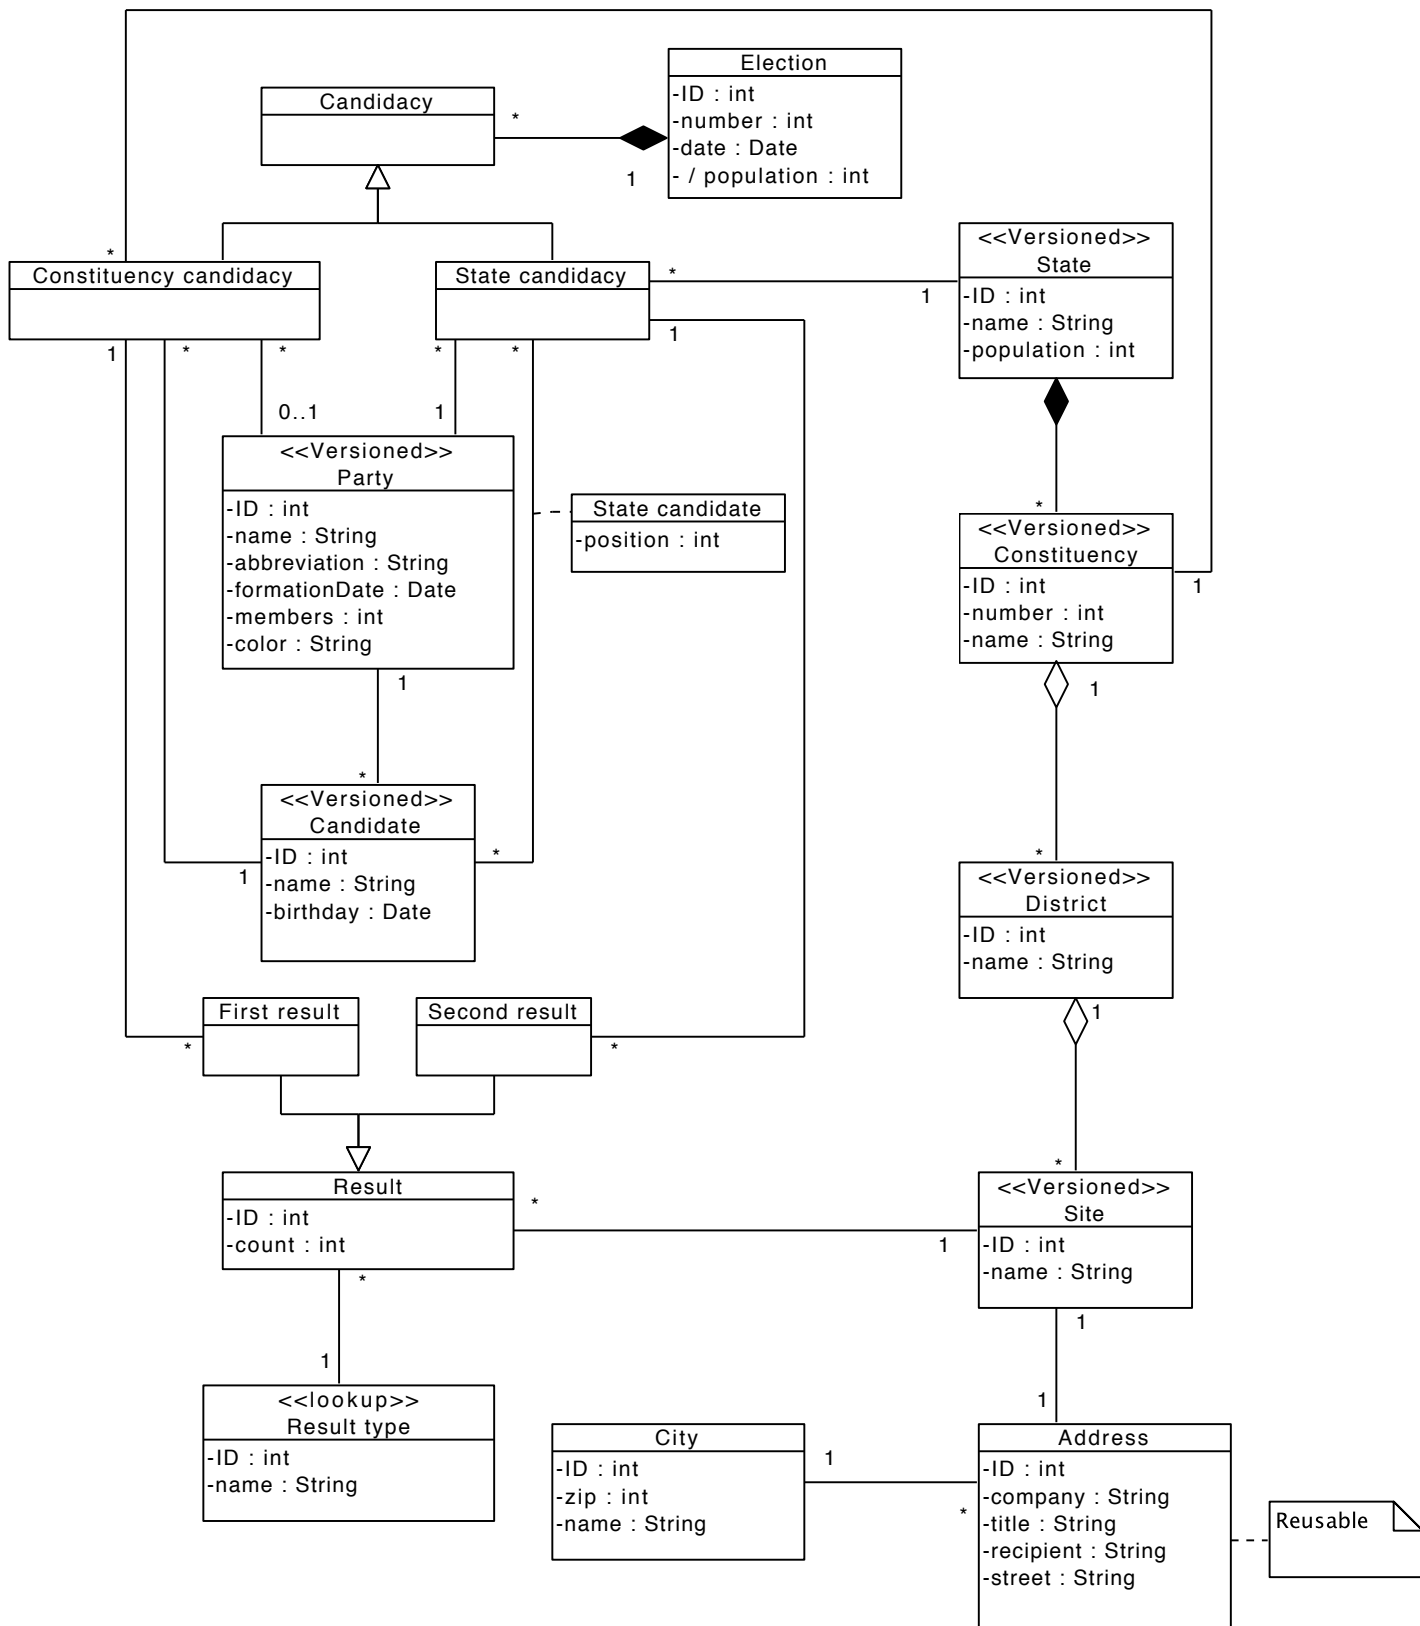 Election
-ID : int
-number : int
-date : Date
- / population : int
Candidacy
*
1
<<Versioned>>
State
-ID : int
-name : String
-population : int
*
Constituency candidacy
State candidacy
*
1
1
*
*
*
*
1
0..1
1
<<Versioned>>
Party
-ID : int
-name : String
-abbreviation : String
-formationDate : Date
-members : int
-color : String
State candidate
-position : int
*
<<Versioned>>
Constituency
-ID : int
-number : int
-name : String
1
1
1
*
<<Versioned>>
Candidate
-ID : int
-name : String
-birthday : Date
1
*
*
<<Versioned>>
District
-ID : int
-name : String
1
First result
Second result
*
*
*
<<Versioned>>
Site
-ID : int
-name : String
Result
-ID : int
-count : int
*
1
*
1
1
1
<<lookup>>
Result type
-ID : int
-name : String
City
-ID : int
-zip : int
-name : String
1
*
Address
-ID : int
-company : String
-title : String
-recipient : String
-street : String
Reusable